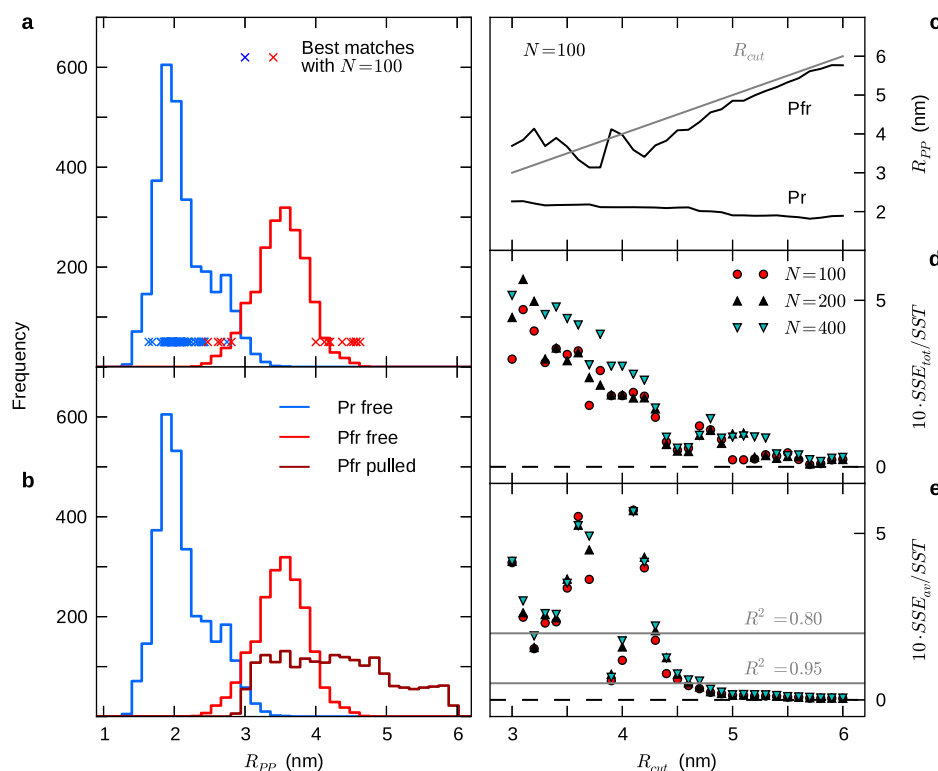 a
600
400
200
Best matches
with N=100
Frequency
b
600
400
200
0
Pr free
Pfr free
Pfr pulled
1
2
3
4
5
6
R_PP (nm)
c
N=100
R_cut
Pfr
Pr
6
5
4
3
2
R_PP (nm)
d
N=100
N=200
N=400
5
0
10·SSE_tot/SST
e
5
0
R² =0.80
R² =0.95
10·SSE_av/SST
3
4
5
6
R_cut (nm)